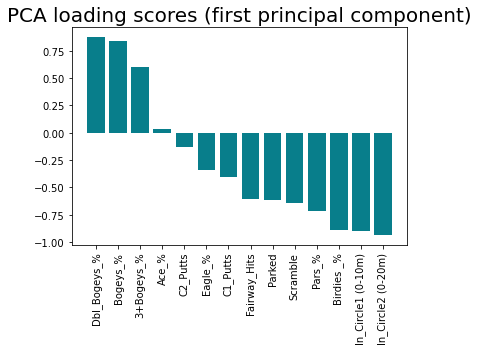 PCA loading scores (first principal component)
0.75
0.50
0.25
0.00
−0.25
−0.50
−0.75
−1.00
Dbl_Bogeys_%
Bogeys_%
3+Bogeys_%
Ace_%
C2_Putts
Eagle_%
C1_Putts
Fairway_Hits
Parked
Scramble
Pars_%
Birdies _%
In_Circle1 (0-10m)
In_Circle2 (0-20m)